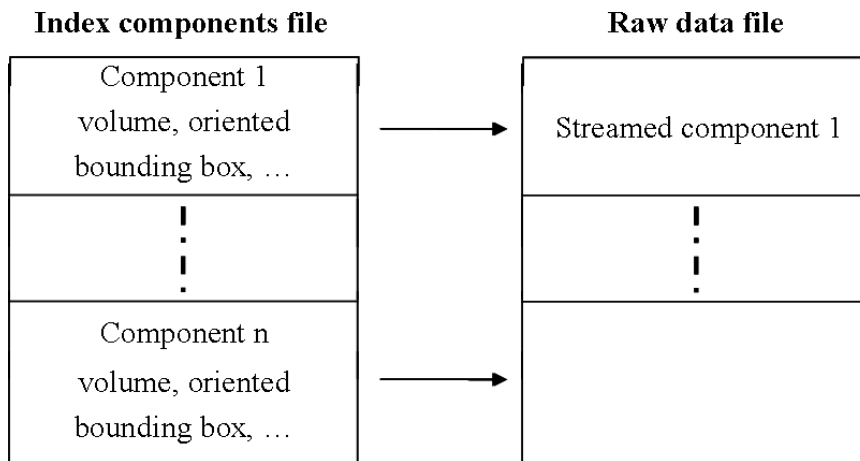 Index components file
Raw data file
Component 1
volume, oriented
bounding box, …
Streamed component 1
Component n
volume, oriented
bounding box, …